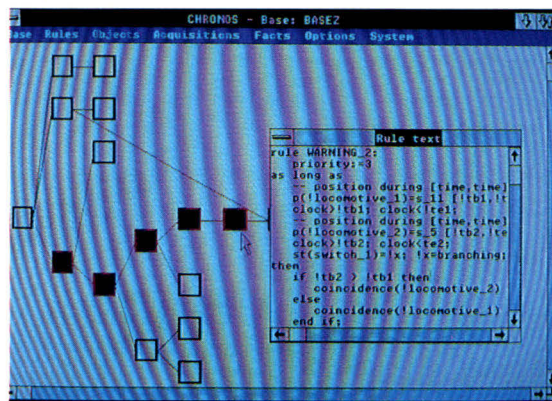 CHRONOS - Base: BASEZ
ase Rules Objects Acquisitions Facts Options System
Rule text
rule WARNING_2:
priority:-3
as long as
-- position during [time,time]
p(!locomotive_1)=s_11 [!tb1,!t
clock>!tb1; clock<!te1;
-- position during [time,time]
p(!locomotive_2)=s_5 [!tb2,!te
clock>!tb2; clock<!te2;
st(switch_1)=!x; !x=branching;
then
if !tb2 > !tb1 then
coincidence(!locomotive_2)
else
coincidence(!locomotive_1)
end if;